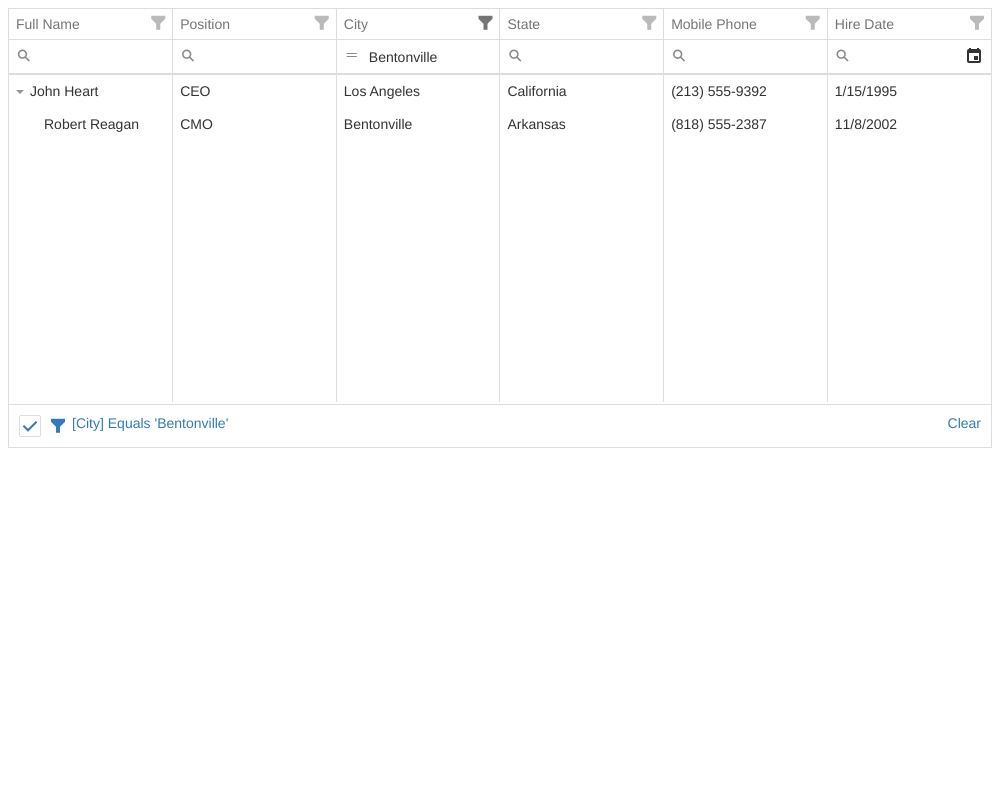 Full Name Position City State Mobile Phone Hire Date
Bentonville
John Heart CEO Los Angeles California (213) 555-9392 1/15/1995
Robert Reagan CMO Bentonville Arkansas (818) 555-2387 11/8/2002
[City] Equals 'Bentonville' Clear